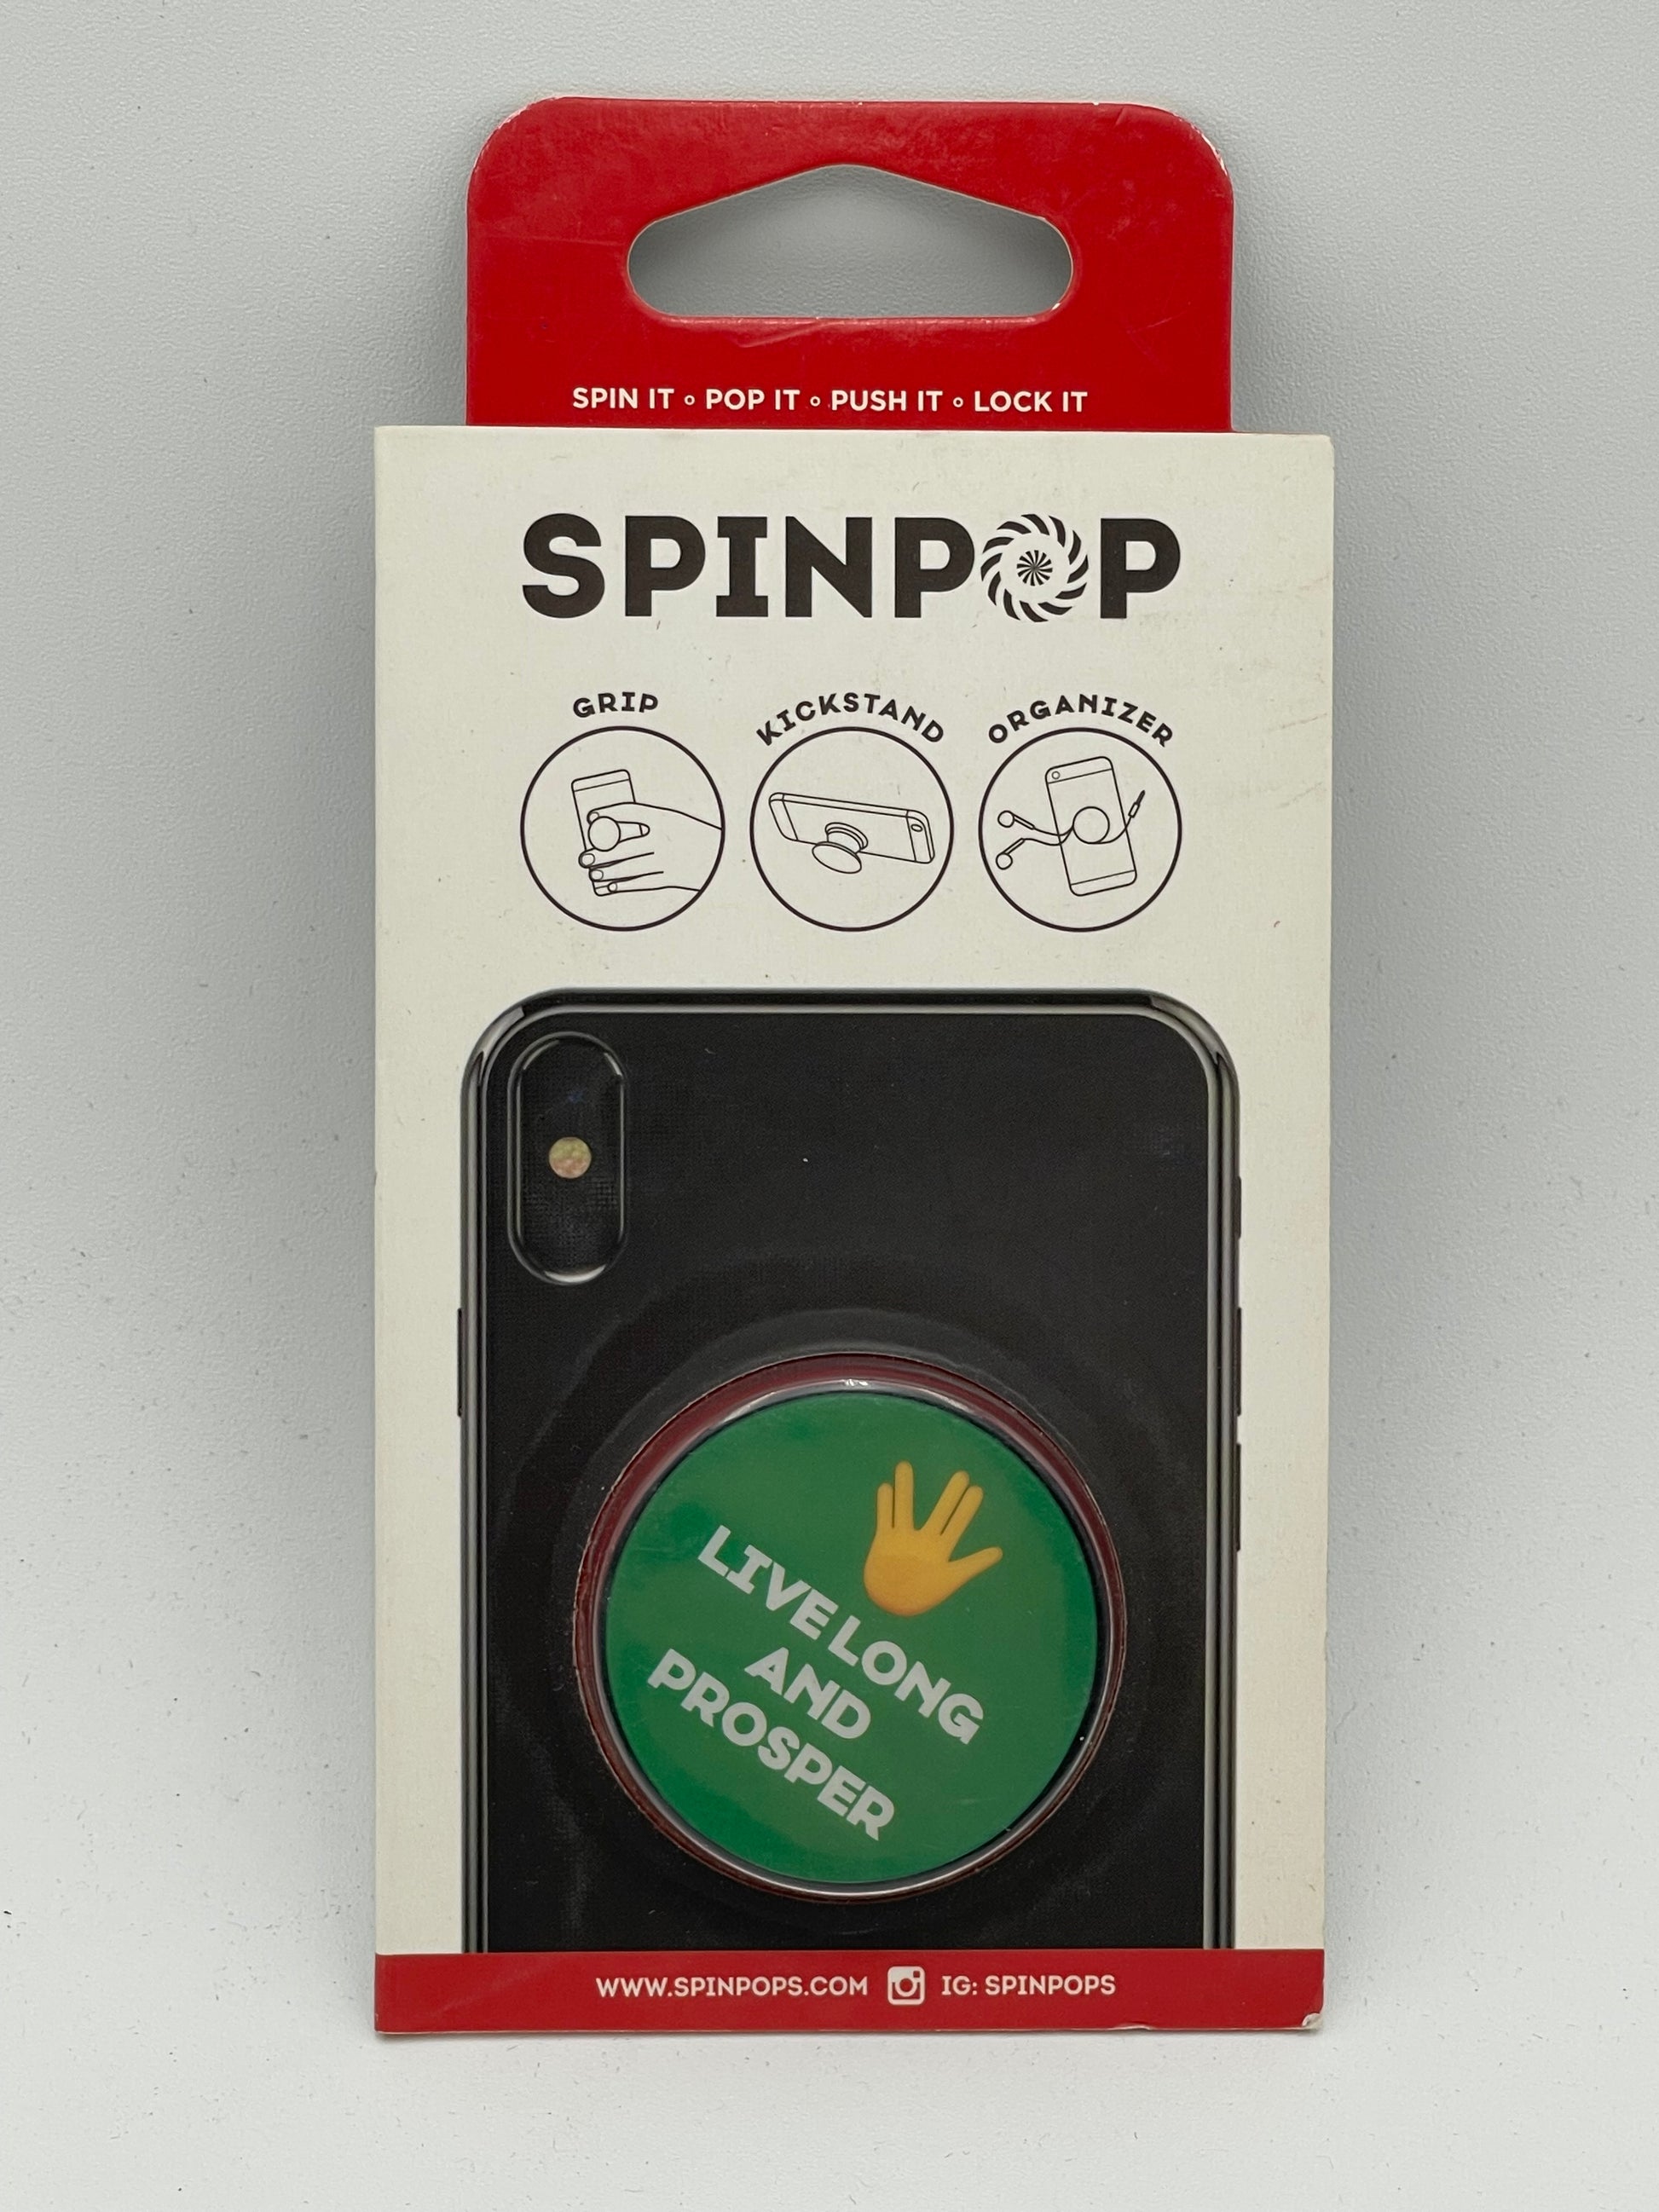 SPIN IT ∘ POP IT ∘ PUSH IT ∘ LOCK IT
SPINPOP
GRIP
KICKSTAND
ORGANIZER
LIVE LONG
AND
PROSPER
WWW.SPINPOPS.COM IG: SPINPOPS